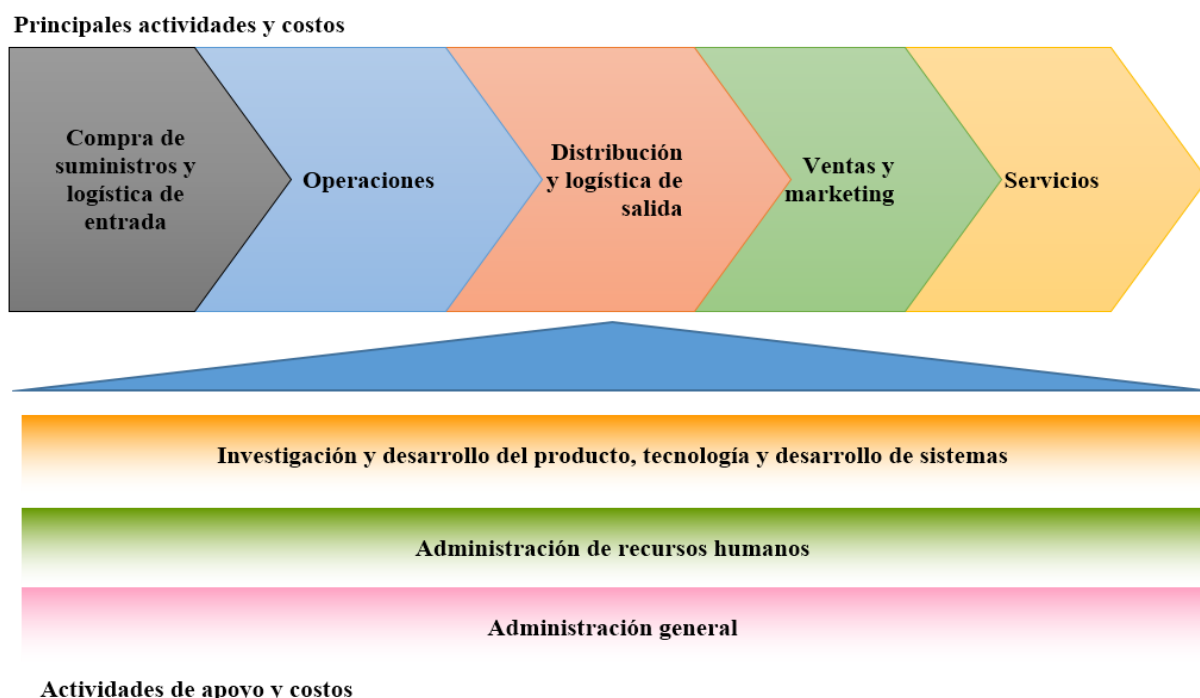 Principales actividades y costos
Compra de
suministros y
logística de
entrada
Operaciones
Distribución
y logística de
salida
Ventas y
marketing
Servicios
Investigación y desarrollo del producto, tecnología y desarrollo de sistemas
Administración de recursos humanos
Administración general
Actividades de apoyo y costos